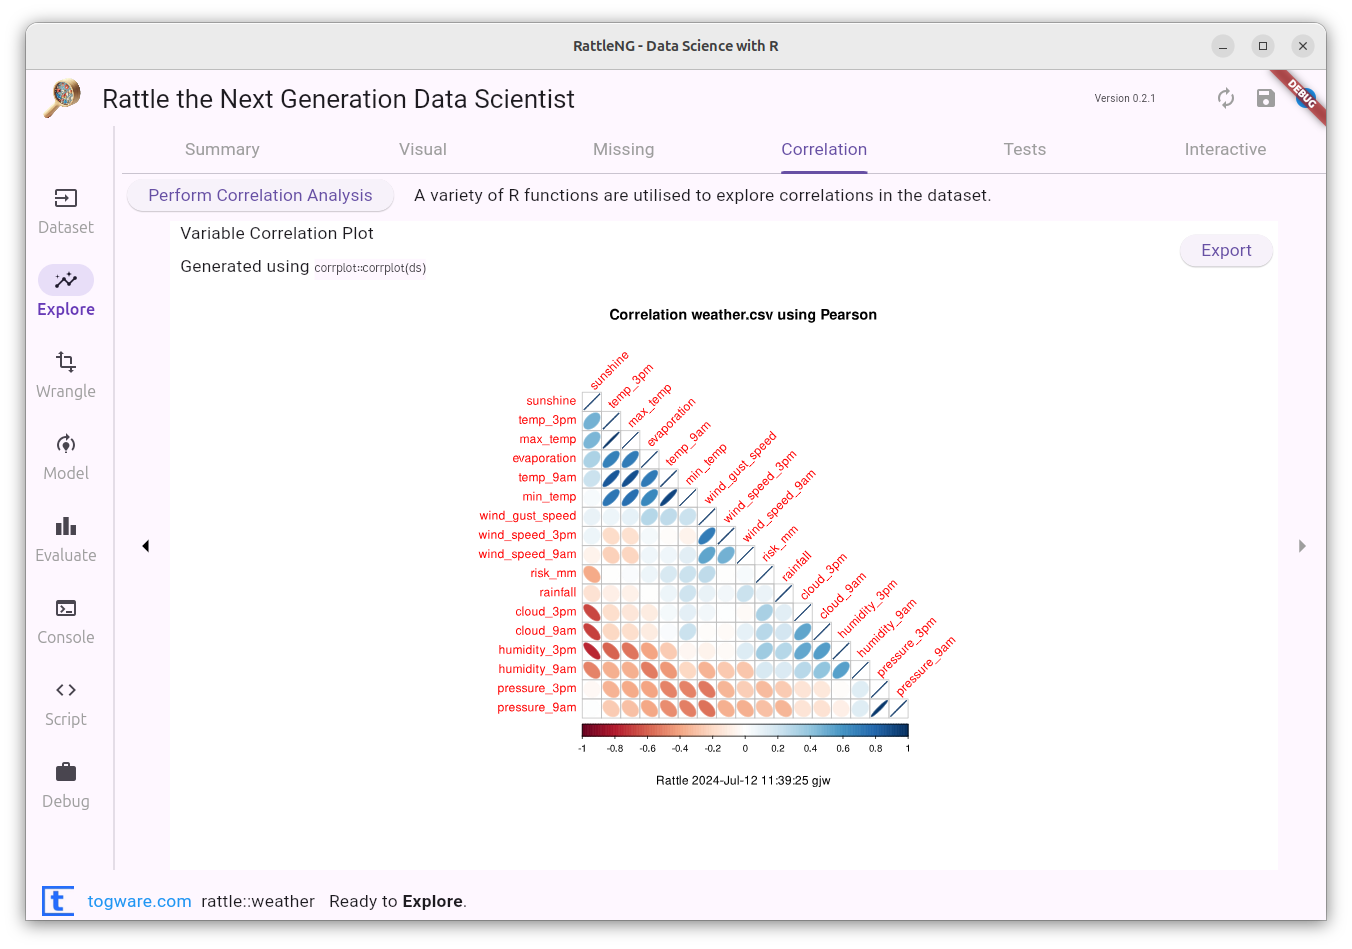 RattleNG - Data Science with R
Rattle the Next Generation Data Scientist
Version 0.2.1
DEBUG
Summary
Visual
Missing
Correlation
Tests
Interactive
Perform Correlation Analysis
A variety of R functions are utilised to explore correlations in the dataset.
Dataset
Explore
Wrangle
Model
Evaluate
Console
Script
Debug
Variable Correlation Plot
Export
Generated using corrplot::corrplot(ds)
Correlation weather.csv using Pearson
sunshine
temp_3pm
max_temp
evaporation
temp_9am
min_temp
wind_gust_speed
wind_speed_3pm
wind_speed_9am
risk_mm
rainfall
cloud_3pm
cloud_9am
humidity_3pm
humidity_9am
pressure_3pm
pressure_9am
sunshine
temp_3pm
max_temp
evaporation
temp_9am
min_temp
wind_gust_speed
wind_speed_3pm
wind_speed_9am
risk_mm
rainfall
cloud_3pm
cloud_9am
humidity_3pm
humidity_9am
pressure_3pm
pressure_9am
-1 -0.8 -0.6 -0.4 -0.2 0 0.2 0.4 0.6 0.8 1
Rattle 2024-Jul-12 11:39:25 gjw
t togware.com rattle::weather Ready to Explore.